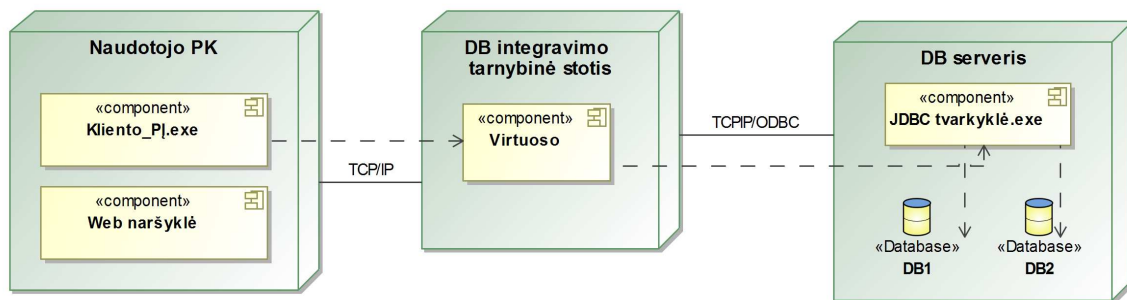 Naudotojo PK
«component»
Kliento_PĮ.exe
«component»
Web naršyklė
TCP/IP
DB integravimo
tarnybinė stotis
«component»
Virtuoso
TCPIP/ODBC
DB serveris
«component»
JDBC tvarkyklė.exe
«Database»
DB1
«Database»
DB2